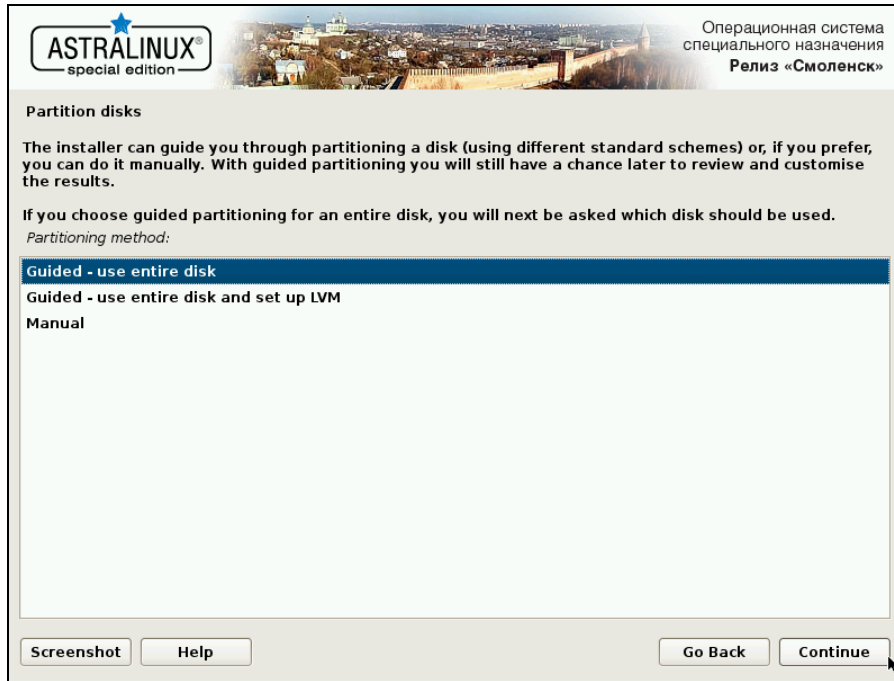 ASTRALINUX®
special edition
Операционная система
специального назначения
Релиз «Смоленск»
Partition disks
The installer can guide you through partitioning a disk (using different standard schemes) or, if you prefer,
you can do it manually. With guided partitioning you will still have a chance later to review and customise
the results.
If you choose guided partitioning for an entire disk, you will next be asked which disk should be used.
Partitioning method:
Guided - use entire disk
Guided - use entire disk and set up LVM
Manual
Screenshot
Help
Go Back
Continue